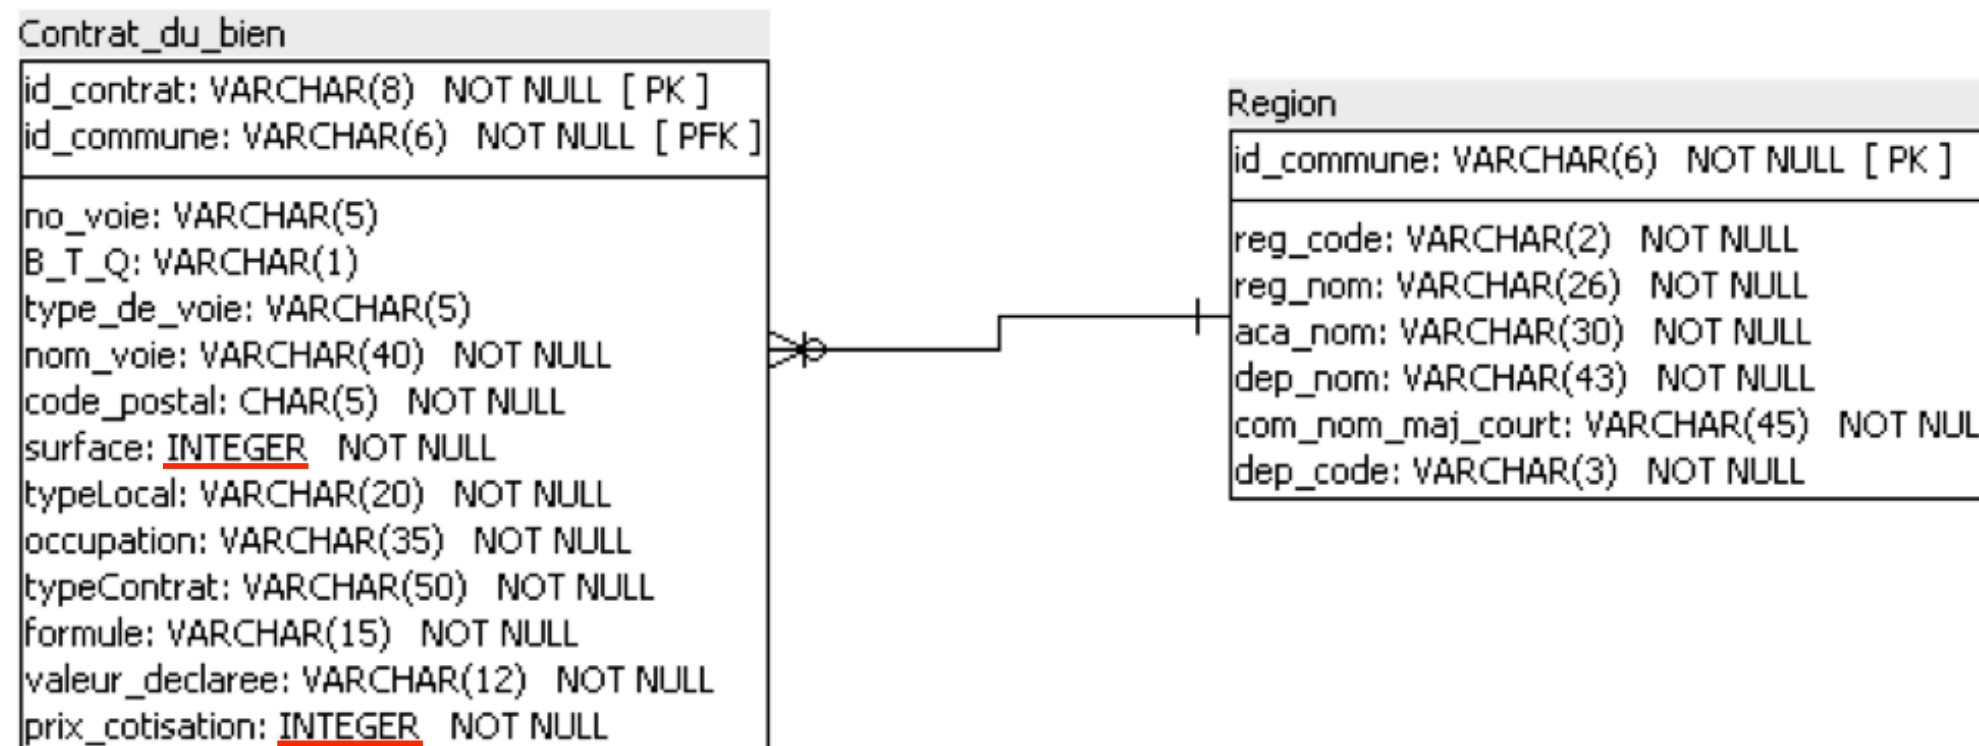 Contrat_du_bien
id_contrat: VARCHAR(8) NOT NULL [ PK ]
id_commune: VARCHAR(6) NOT NULL [ PFK ]
no_voie: VARCHAR(5)
B_T_Q: VARCHAR(1)
type_de_voie: VARCHAR(5)
nom_voie: VARCHAR(40) NOT NULL
code_postal: CHAR(5) NOT NULL
surface: INTEGER NOT NULL
typeLocal: VARCHAR(20) NOT NULL
occupation: VARCHAR(35) NOT NULL
typeContrat: VARCHAR(50) NOT NULL
formule: VARCHAR(15) NOT NULL
valeur_declaree: VARCHAR(12) NOT NULL
prix_cotisation: INTEGER NOT NULL
Region
id_commune: VARCHAR(6) NOT NULL [ PK ]
reg_code: VARCHAR(2) NOT NULL
reg_nom: VARCHAR(26) NOT NULL
aca_nom: VARCHAR(30) NOT NULL
dep_nom: VARCHAR(43) NOT NULL
com_nom_maj_court: VARCHAR(45) NOT NUL
dep_code: VARCHAR(3) NOT NULL